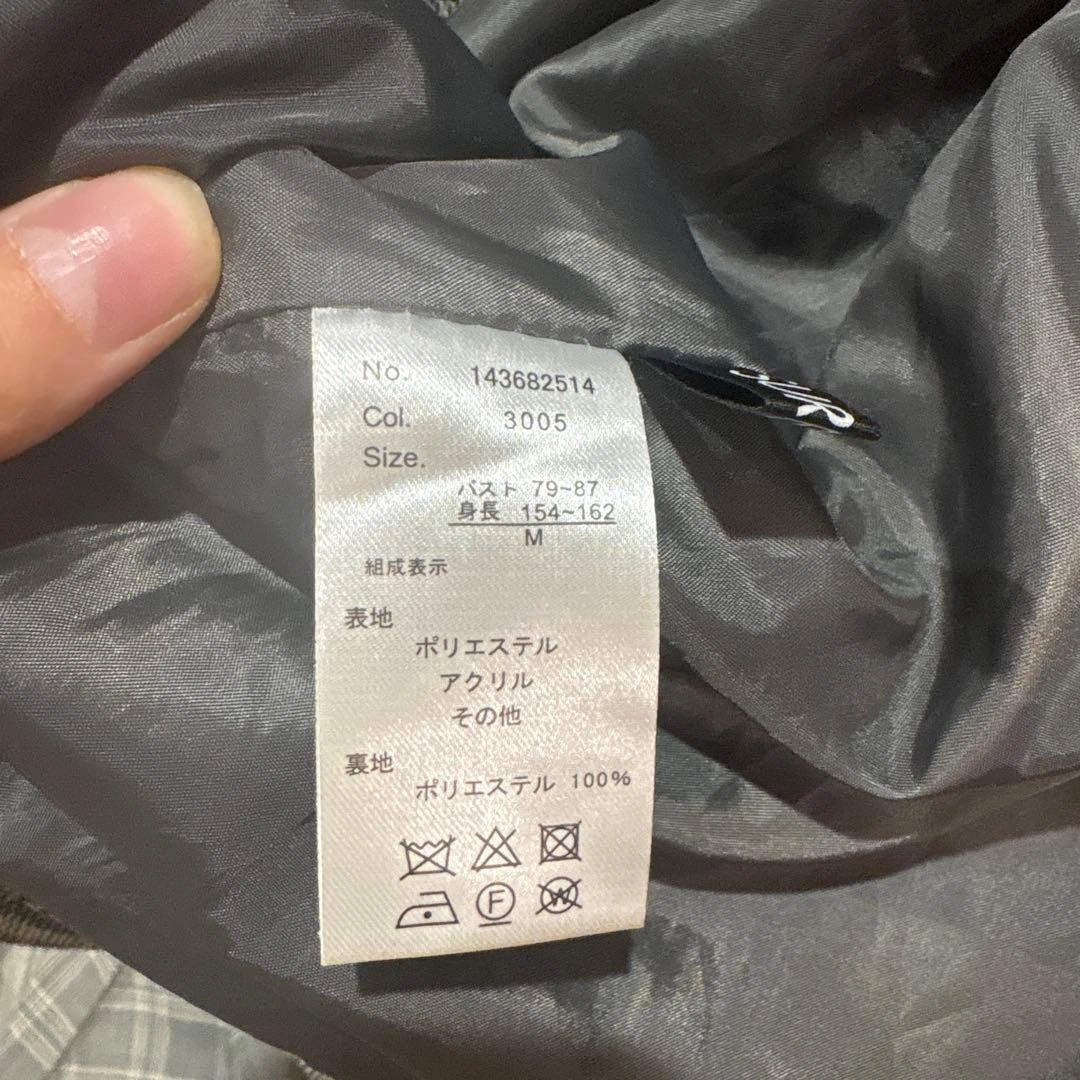 No. 143682514
Col. 3005
Size.
バスト 79~87
身長 154~162
M
組成表示
表地
ポリエステル
アクリル
その他
裏地
ポリエステル 100%
F
W